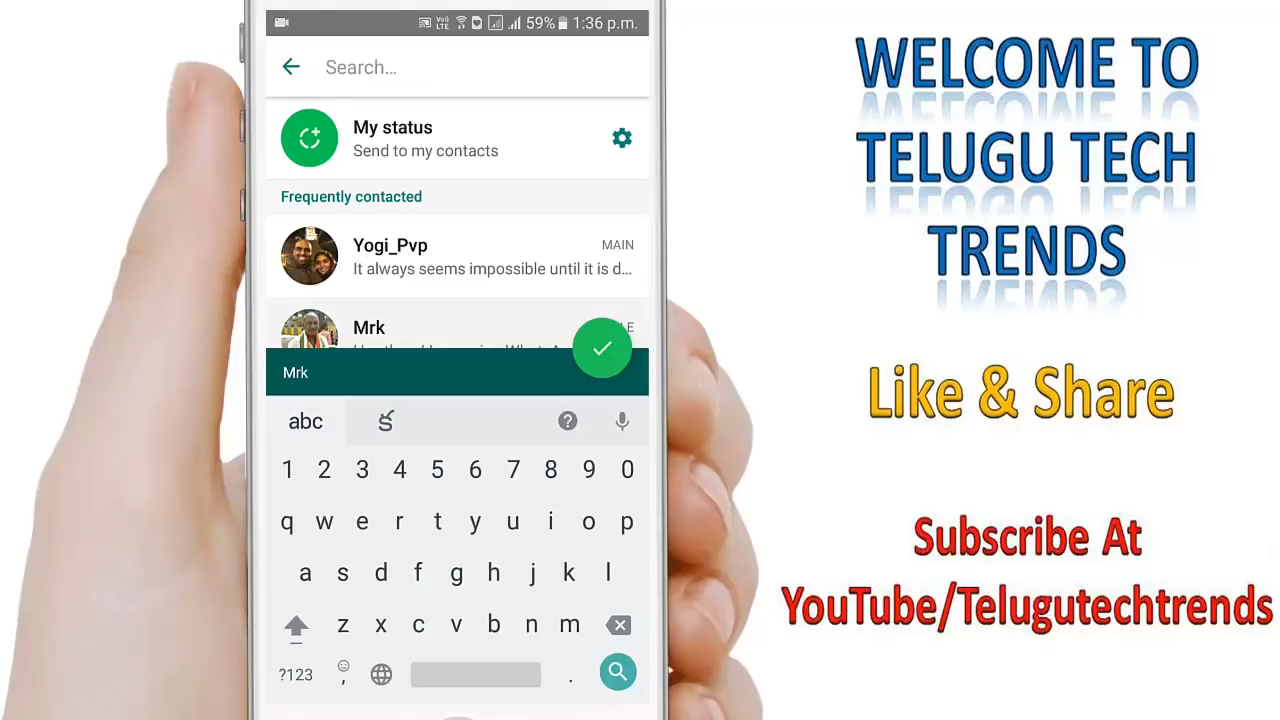 VoLTE 59% 1:36 p.m.
Search...
My status
Send to my contacts
Frequently contacted
Yogi_Pvp MAIN
It always seems impossible until it is d...
Mrk
Mrk
abc క
1 2 3 4 5 6 7 8 9 0
q w e r t y u i o p
a s d f g h j k l
z x c v b n m
?123 , .
WELCOME TO
TELUGU TECH
TRENDS
Like & Share
Subscribe At
YouTube/Telugutechtrends